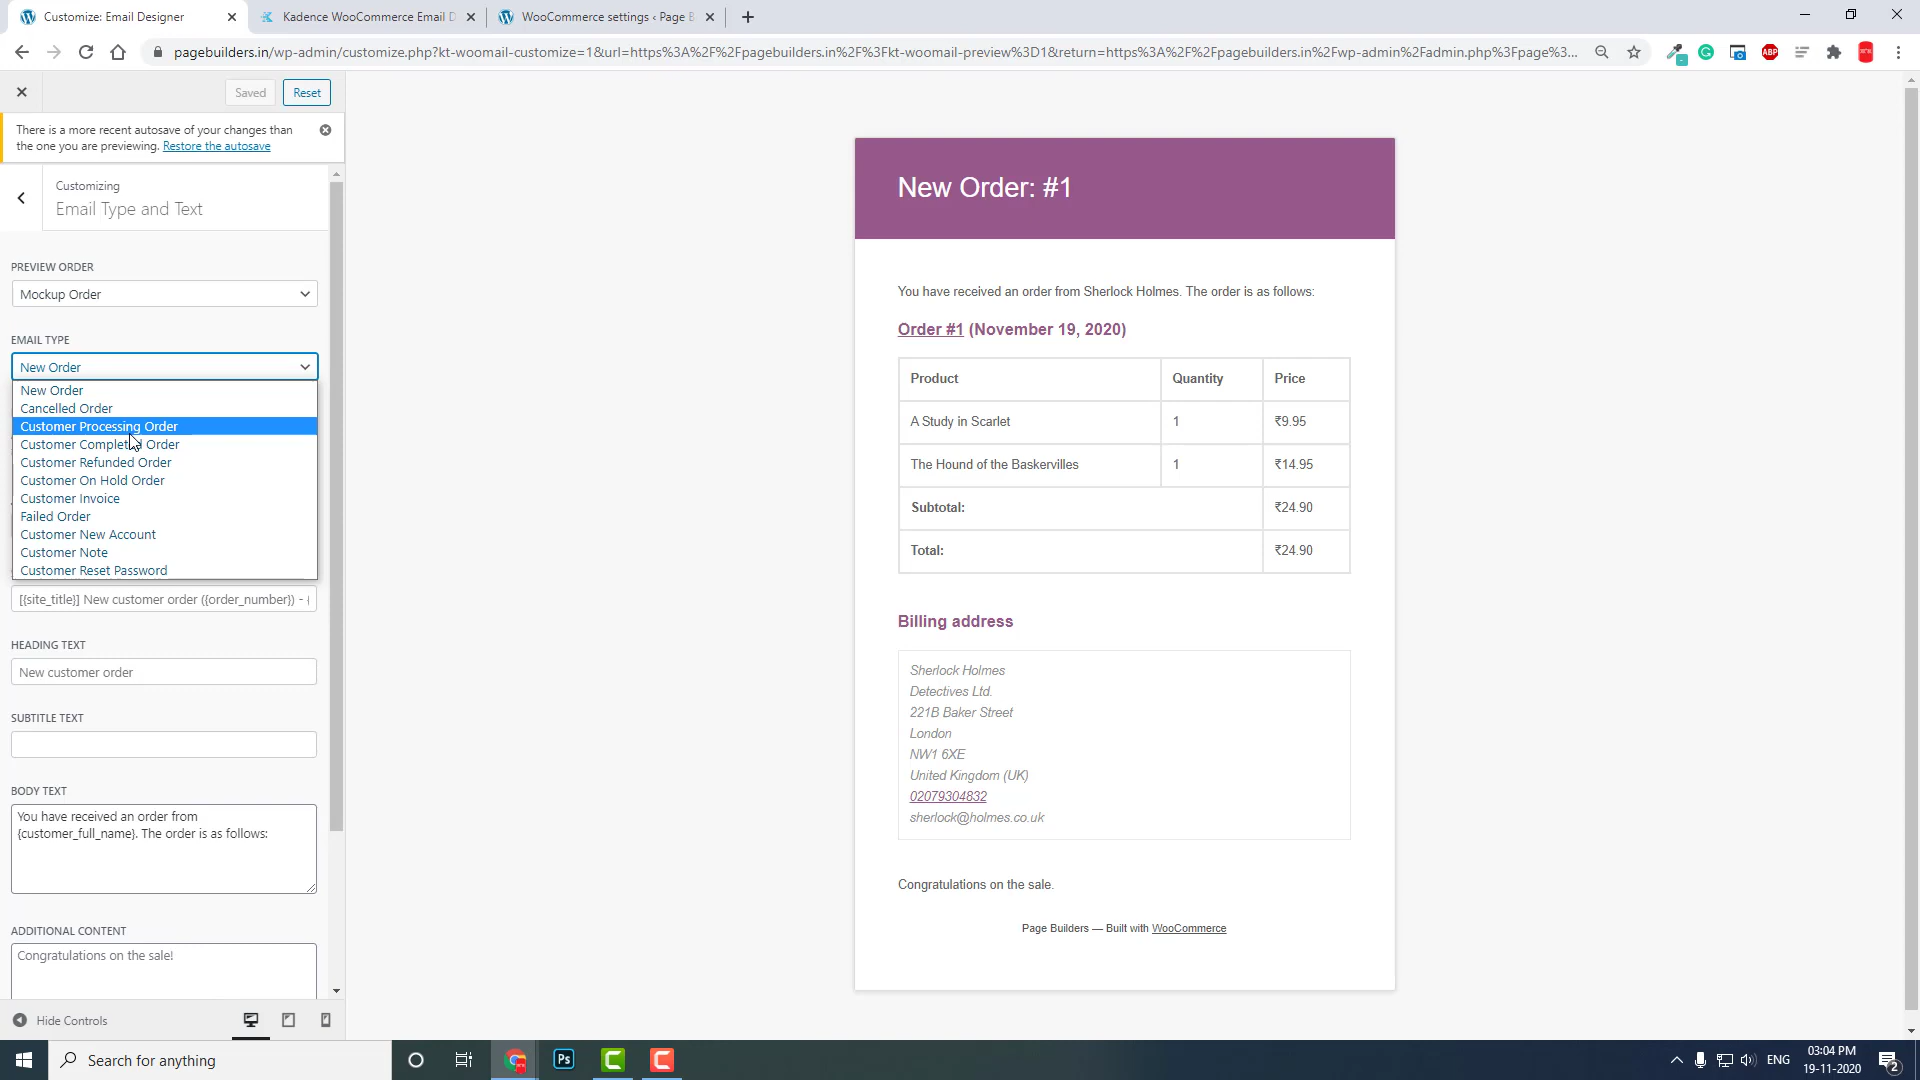 Customize: Email Designer
Kadence WooCommerce Email D
WooCommerce settings ‹ Page B
pagebuilders.in/wp-admin/customize.php?kt-woomail-customize=1&url=https%3A%2F%2Fpagebuilders.in%2F%3Fkt-woomail-preview%3D1&return=https%3A%2F%2Fpagebuilders.in%2Fwp-admin%2Fadmin.php%3Fpage%3...
ABP
Saved
Reset
There is a more recent autosave of your changes than
the one you are previewing. Restore the autosave
Customizing
Email Type and Text
PREVIEW ORDER
Mockup Order
EMAIL TYPE
New Order
New Order
Cancelled Order
Customer Processing Order
Customer Completed Order
Customer Refunded Order
Customer On Hold Order
Customer Invoice
Failed Order
Customer New Account
Customer Note
Customer Reset Password
[{site_title}] New customer order ({order_number}) - {
HEADING TEXT
New customer order
SUBTITLE TEXT
BODY TEXT
You have received an order from
{customer_full_name}. The order is as follows:
ADDITIONAL CONTENT
Congratulations on the sale!
Hide Controls
New Order: #1
You have received an order from Sherlock Holmes. The order is as follows:
Order #1 (November 19, 2020)
Product Quantity Price
A Study in Scarlet 1 ₹9.95
The Hound of the Baskervilles 1 ₹14.95
Subtotal: ₹24.90
Total: ₹24.90
Billing address
Sherlock Holmes
Detectives Ltd.
221B Baker Street
London
NW1 6XE
United Kingdom (UK)
02079304832
sherlock@holmes.co.uk
Congratulations on the sale.
Page Builders — Built with WooCommerce
Search for anything
Ps
ENG
03:04 PM
19-11-2020
2